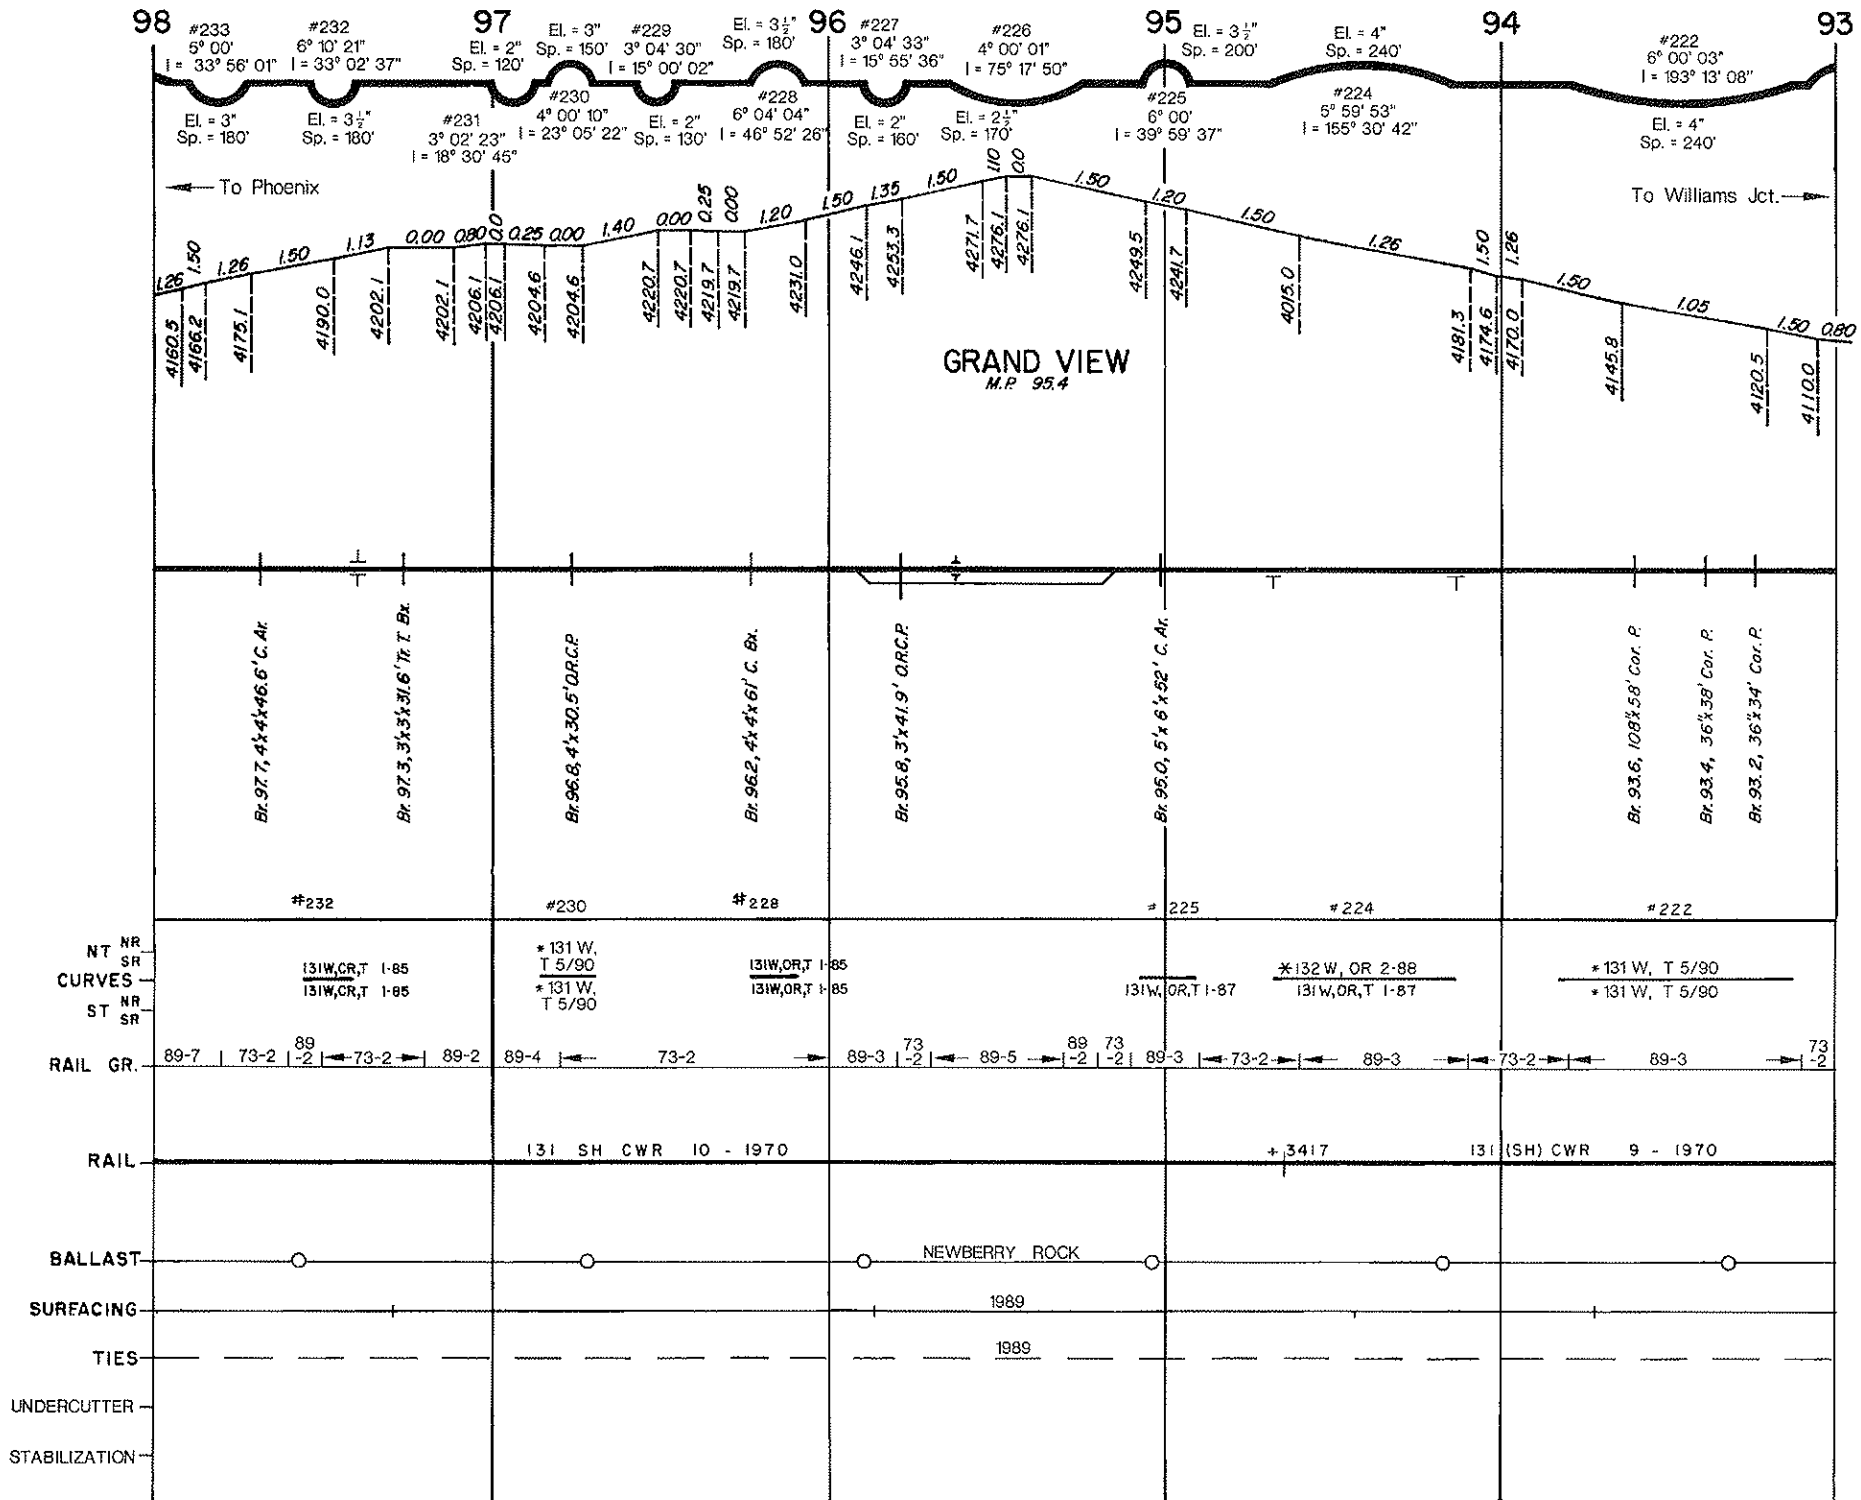 98
97
96
95
94
93
#233
5° 00'
I = 33° 56' 01"
El. = 3"
Sp. = 180'
#232
6° 10' 21"
I = 33° 02' 37"
El. = 3½"
Sp. = 180'
El. = 2"
Sp. = 120'
#231
3° 02' 23"
I = 18° 30' 45"
El. = 3"
Sp. = 150'
#230
4° 00' 10"
I = 23° 05' 22"
#229
3° 04' 30"
I = 15° 00' 02"
El. = 2"
Sp. = 130'
El. = 3½"
Sp. = 180'
#228
6° 04' 04"
I = 46° 52' 26"
#227
3° 04' 33"
I = 15° 55' 36"
El. = 2"
Sp. = 160'
#226
4° 00' 01"
I = 75° 17' 50"
El. = 2½"
Sp. = 170'
El. = 3½"
Sp. = 200'
#225
6° 00'
I = 39° 59' 37"
El. = 4"
Sp. = 240'
#224
5° 59' 53"
I = 155° 30' 42"
#222
6° 00' 03"
I = 193° 13' 08"
El. = 4"
Sp. = 240'
To Phoenix
To Williams Jct.
1.26 1.50 1.26 1.50 1.13 0.00 0.80 0.0 0.25 0.00 1.40 0.00 0.25 0.00 1.20 1.50 1.35 1.50 1.10 0.0 1.50 1.20 1.50 1.26 1.50 1.26 1.50 1.05 1.50 0.80
4160.5
4166.2
4175.1
4190.0
4202.1
4202.1
4206.1
4206.1
4204.6
4204.6
4220.7
4220.7
4219.7
4219.7
4231.0
4246.1
4253.3
4271.7
4276.1
4276.1
4249.5
4241.7
4015.0
4181.3
4174.6
4170.0
4145.8
4120.5
4110.0
GRAND VIEW
M.P. 95.4
Br. 97.7, 4'x4'x46.6' C. Ar.
Br. 97.3, 3'x3'x31.6' Tr. T. Bx.
Br. 96.8, 4'x30.5' O.R.C.P.
Br. 96.2, 4'x4'x61' C. Bx.
Br. 95.8, 3'x41.9' O.R.C.P.
Br. 95.0, 5'x6'x52' C. Ar.
Br. 93.6, 108"x58' Cor. P.
Br. 93.4, 36"x38' Cor. P.
Br. 93.2, 36"x34' Cor. P.
#232
#230
#228
#225
#224
#222
NT NR
SR
CURVES
ST NR
SR
131W,CR,T 1-85
131W,CR,T 1-85
* 131 W,
T 5/90
* 131 W,
T 5/90
131W,OR,T 1-85
131W,OR,T 1-85
131W,OR,T 1-87
*132 W, OR 2-88
131W,OR,T 1-87
* 131 W, T 5/90
* 131 W, T 5/90
RAIL GR.
89-7 73-2 89-2 73-2 89-2 89-4 73-2 89-3 73-2 89-5 89-2 73-2 89-3 73-2 89-3 73-2 89-3 73-2
RAIL
131 SH CWR 10 - 1970
+3417
131 (SH) CWR 9 - 1970
BALLAST
NEWBERRY ROCK
SURFACING
1989
TIES
1989
UNDERCUTTER
STABILIZATION